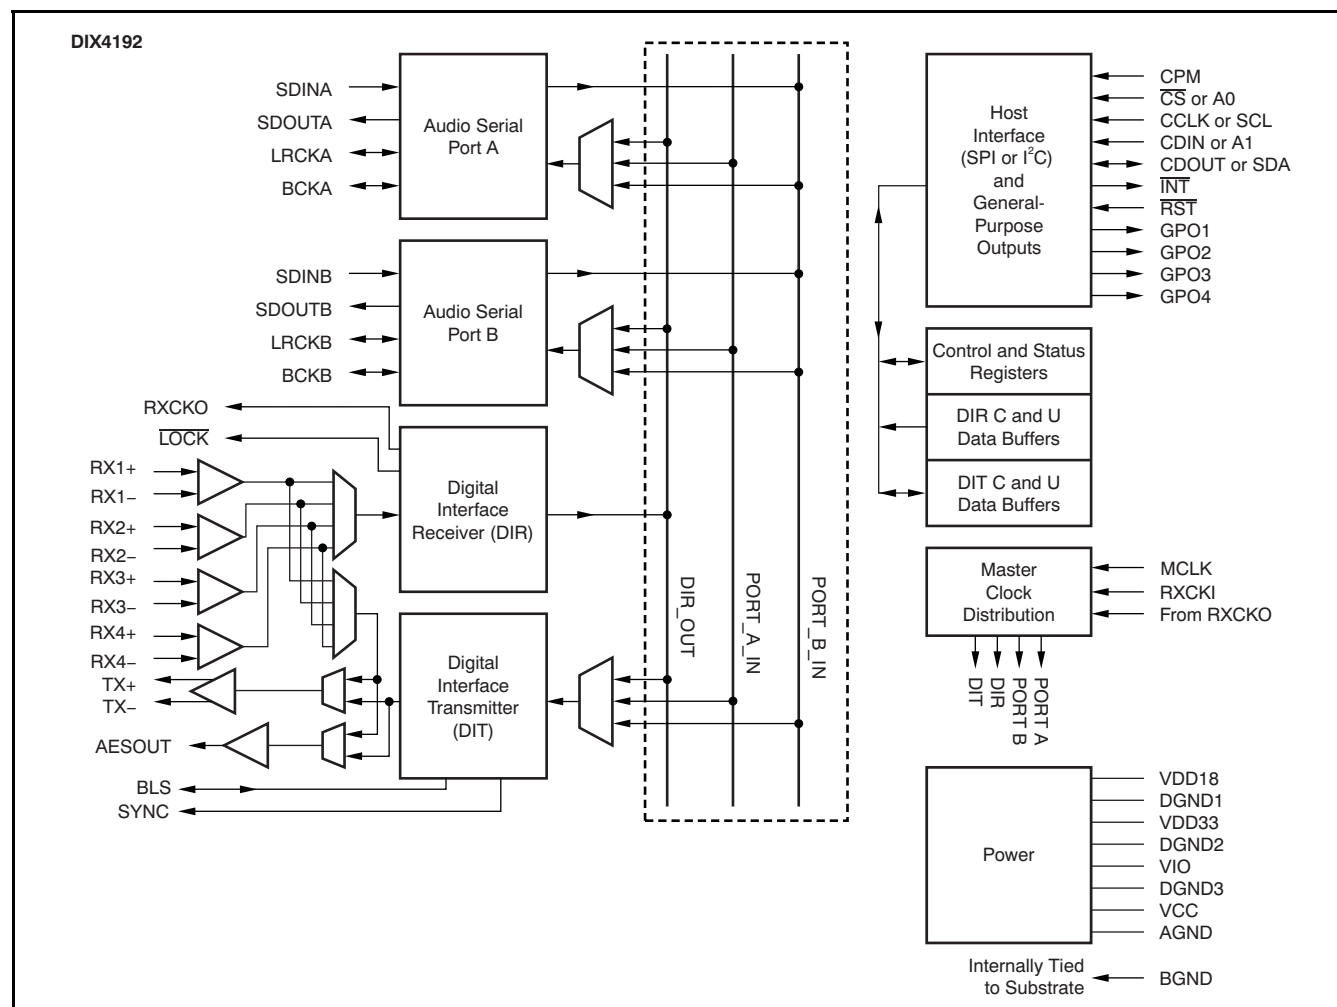 DIX4192
SDINA
SDOUTA
LRCKA
BCKA
Audio Serial
Port A
SDINB
SDOUTB
LRCKB
BCKB
Audio Serial
Port B
RXCKO
LOCK
RX1+
RX1–
RX2+
RX2–
RX3+
RX3–
RX4+
RX4–
TX+
TX–
AESOUT
BLS
SYNC
Digital
Interface
Receiver (DIR)
Digital
Interface
Transmitter
(DIT)
DIR_OUT
PORT_A_IN
PORT_B_IN
Host
Interface
(SPI or I²C)
and
General-
Purpose
Outputs
CPM
CS or A0
CCLK or SCL
CDIN or A1
CDOUT or SDA
INT
RST
GPO1
GPO2
GPO3
GPO4
Control and Status
Registers
DIR C and U
Data Buffers
DIT C and U
Data Buffers
Master
Clock
Distribution
MCLK
RXCKI
From RXCKO
DIT
DIR
PORT B
PORT A
Power
VDD18
DGND1
VDD33
DGND2
VIO
DGND3
VCC
AGND
Internally Tied
to Substrate
BGND